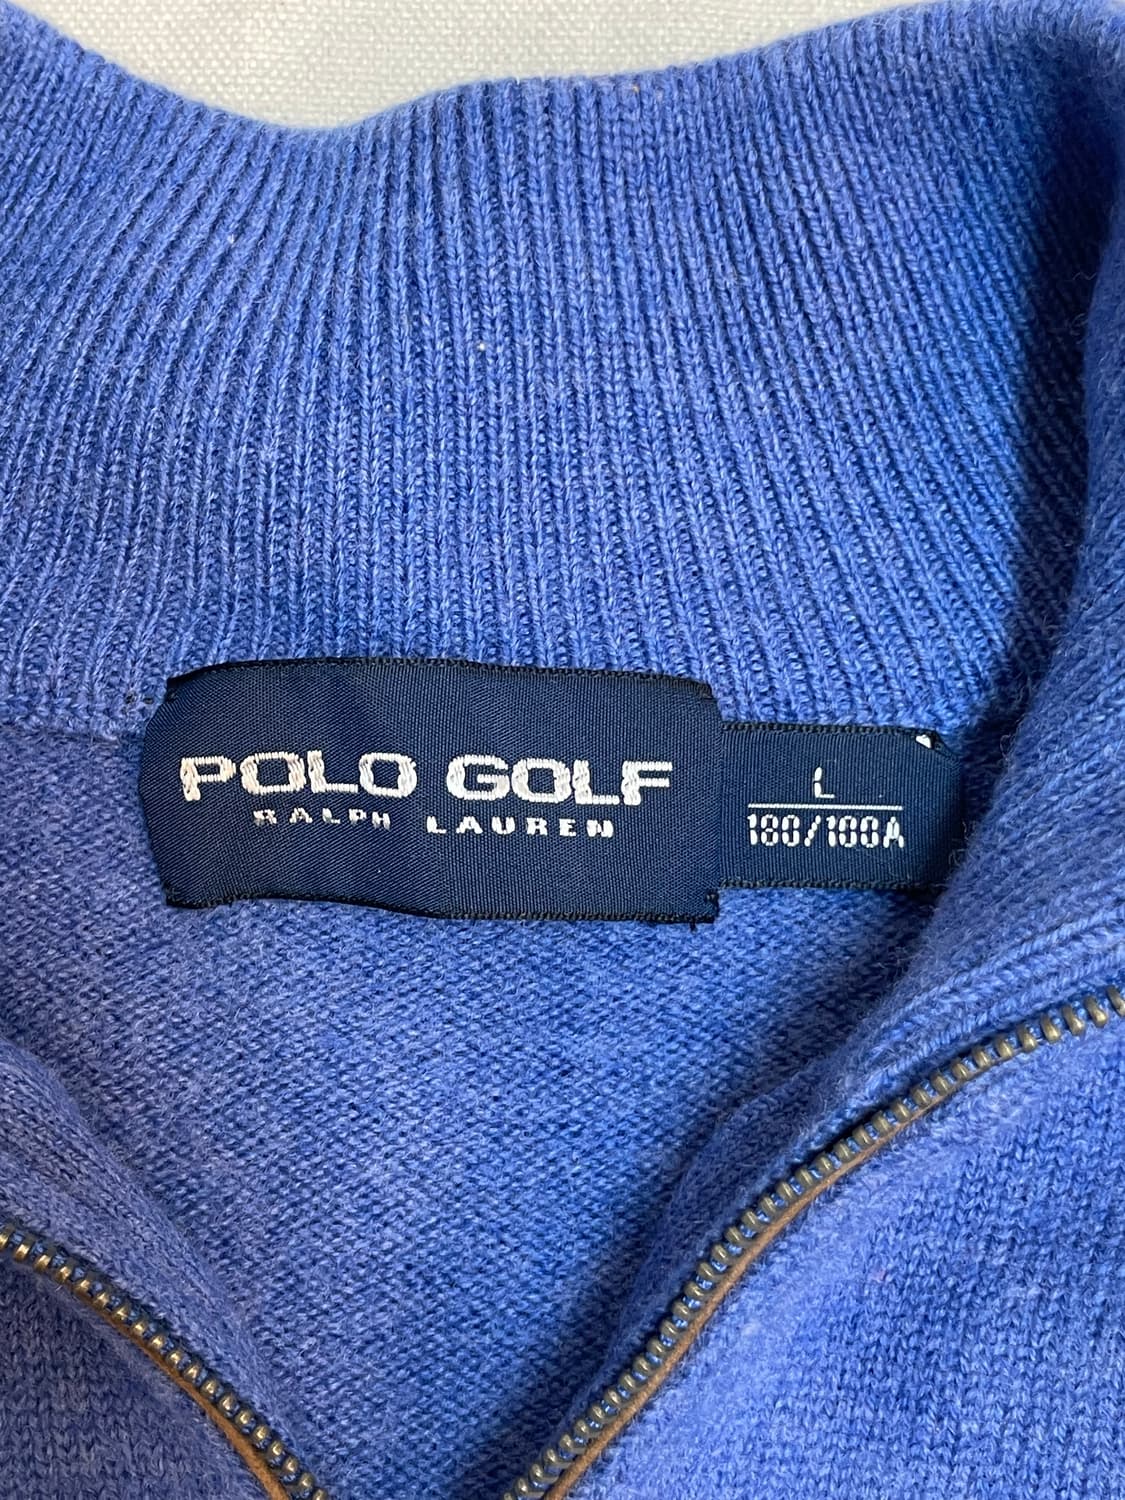 POLO GOLF
RALPH LAUREN
L
180/100A